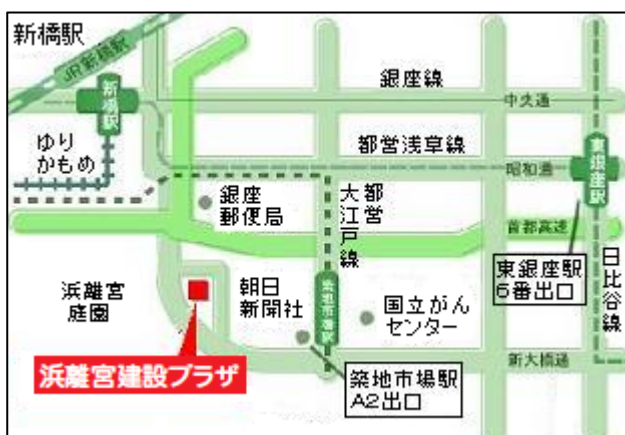 新橋駅
JR新橋駅
新橋駅
ゆり
かもめ
銀座線
中央通
都営浅草線
昭和通
東銀座駅
銀座
郵便局
都営
大江戸線
首都高速
日比谷線
東銀座駅
6番出口
浜離宮
庭園
朝日
新聞社
築地市場駅
国立がん
センター
浜離宮建設プラザ
築地市場駅
A2出口
新大橋通